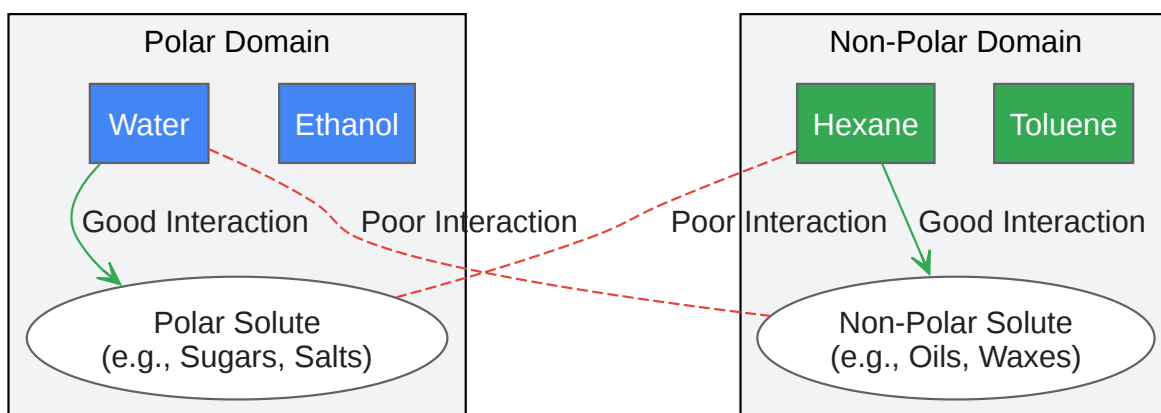 Polar Domain
Non-Polar Domain
Water
Ethanol
Hexane
Toluene
Good Interaction
Poor Interaction
Poor Interaction
Good Interaction
Polar Solute
(e.g., Sugars, Salts)
Non-Polar Solute
(e.g., Oils, Waxes)